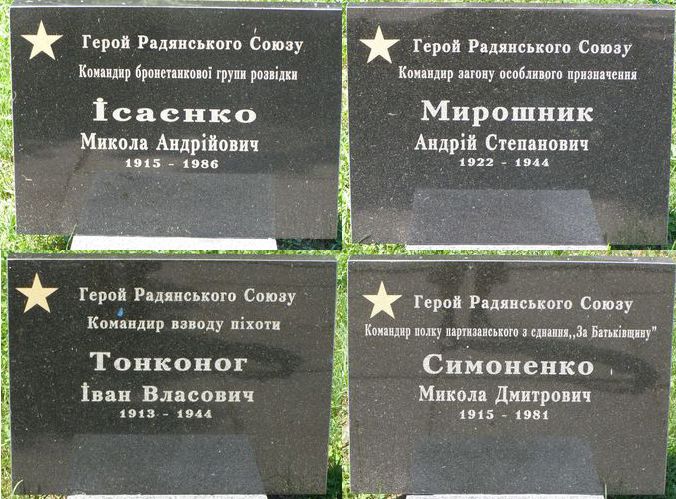 Герой Радянського Союзу
Командир бронетанкової групи розвідки
Ісаєнко
Микола Андрійович
1915 - 1986
Герой Радянського Союзу
Командир загону особливого призначення
Мирошник
Андрій Степанович
1922 - 1944
Герой Радянського Союзу
Командир взводу піхоти
Тонконог
Іван Власович
1913 - 1944
Герой Радянського Союзу
Командир полку партизанського з єднання „За Батьківщину”
Симоненко
Микола Дмитрович
1915 - 1981